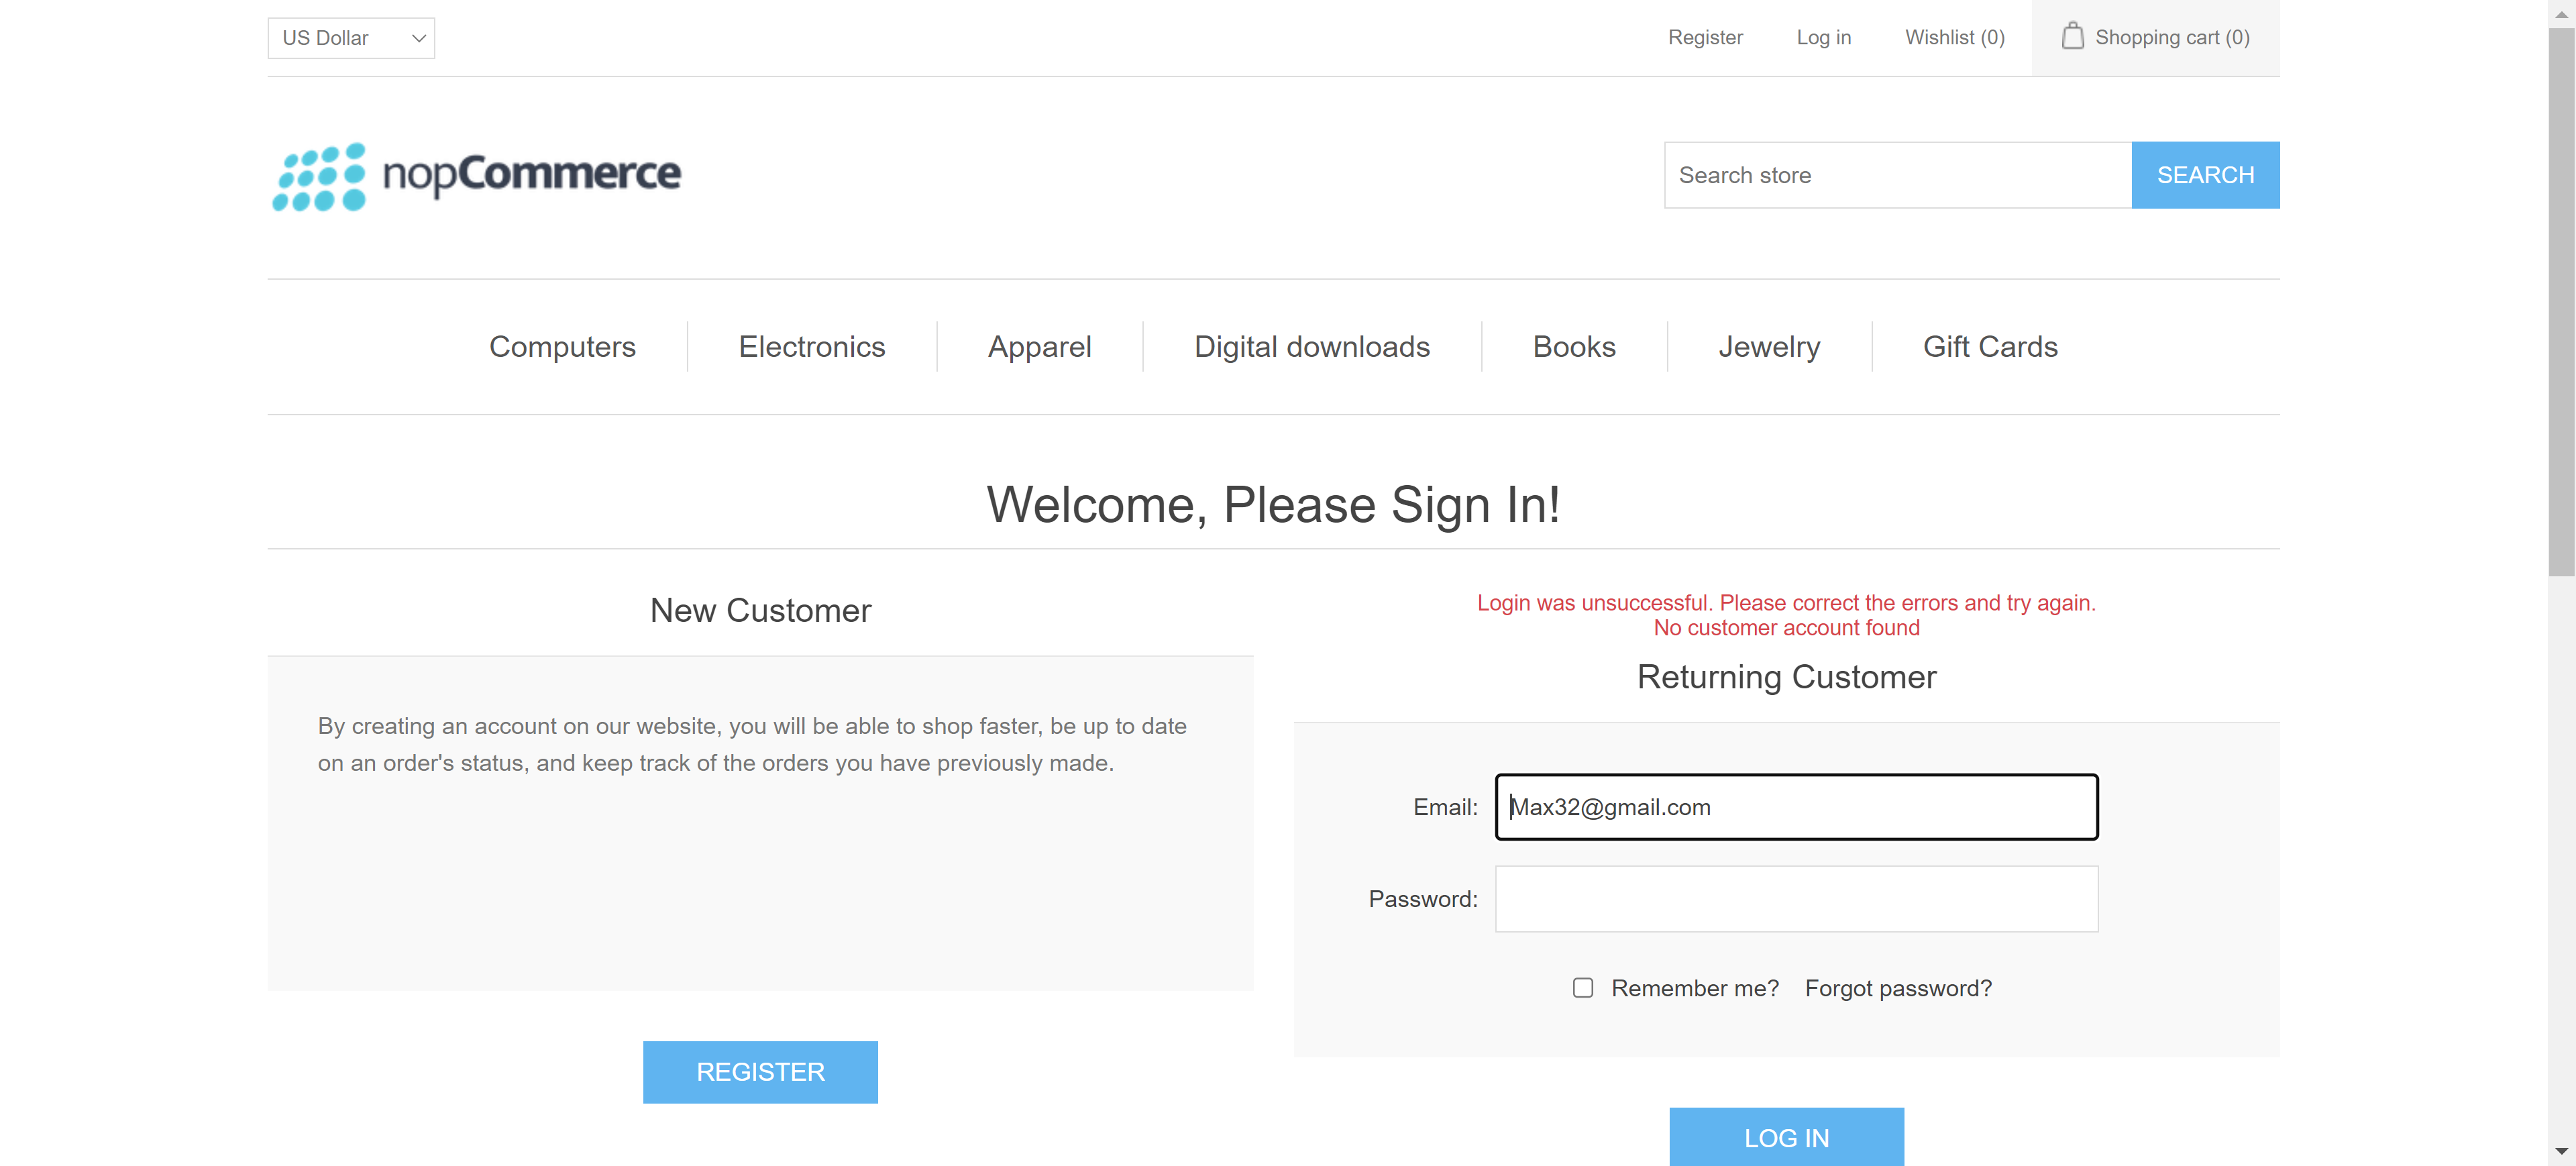 US Dollar
Register
Log in
Wishlist (0)
Shopping cart (0)
nopCommerce
Search store
SEARCH
Computers
Electronics
Apparel
Digital downloads
Books
Jewelry
Gift Cards
Welcome, Please Sign In!
New Customer
By creating an account on our website, you will be able to shop faster, be up to date
on an order's status, and keep track of the orders you have previously made.
REGISTER
Login was unsuccessful. Please correct the errors and try again.
No customer account found
Returning Customer
Email:
Max32@gmail.com
Password:
Remember me?
Forgot password?
LOG IN